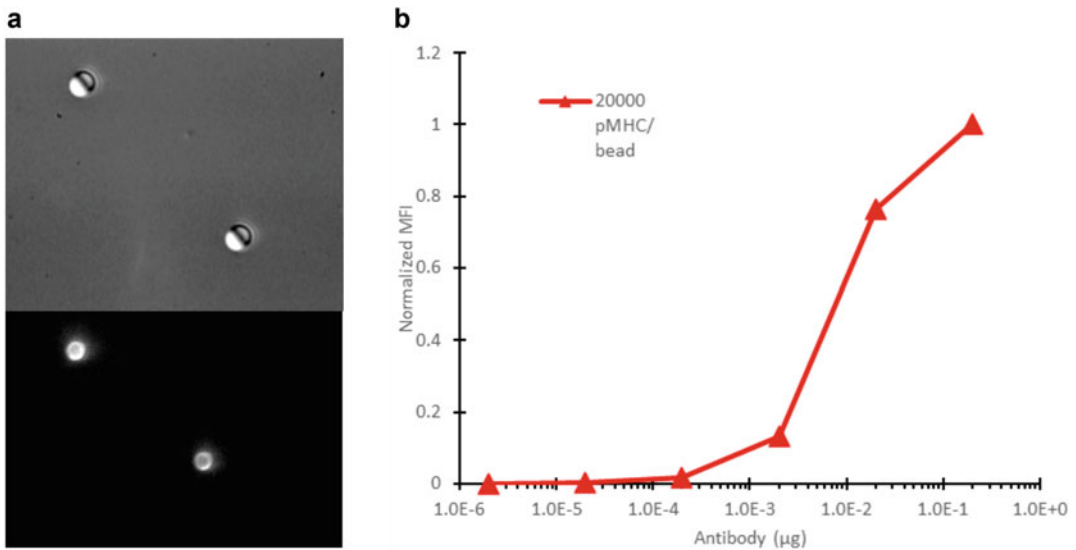 a
b
1.2
1
0.8
0.6
0.4
0.2
0
Normalized MFI
20000
pMHC/
bead
1.0E-6 1.0E-5 1.0E-4 1.0E-3 1.0E-2 1.0E-1 1.0E+0
Antibody (μg)